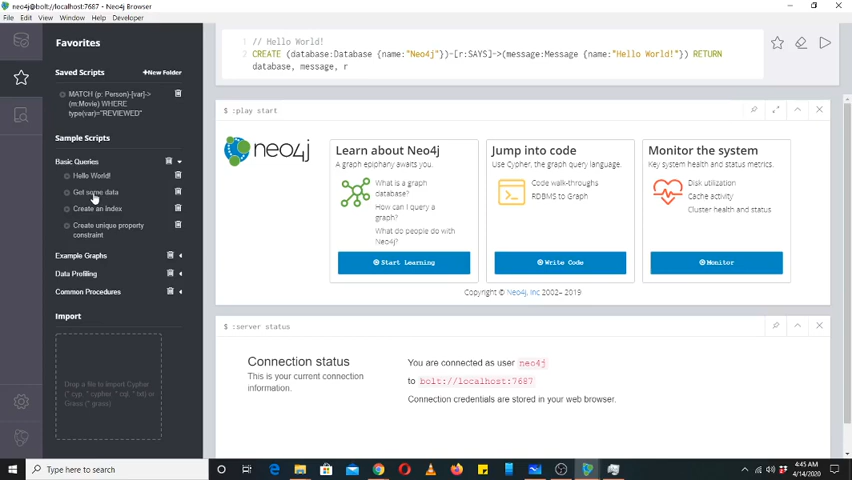 neo4j@bolt://localhost:7687 - Neo4j Browser
File Edit View Window Help Developer
Favorites
Saved Scripts
New Folder
MATCH (p: Person)-[var]->
(m:Movie) WHERE
type(var)="REVIEWED"
Sample Scripts
Basic Queries
Hello World!
Get some data
Create an index
Create unique property
constraint
Example Graphs
Data Profiling
Common Procedures
Import
Drop a file to import Cypher
or
Grass (*.grass)
1 // Hello World!
2 CREATE (database:Database {name:"Neo4j"})-[r:SAYS]->(message:Message {name:"Hello World!"}) RETURN
database, message, r
$ :play start
neo4j
Learn about Neo4j
A graph epiphany awaits you.
What is a graph
database?
How can I query a
graph?
What do people do with
Neo4j?
Start Learning
Jump into code
Use Cypher, the graph query language.
Code walk-throughs
RDBMS to Graph
Write Code
Monitor the system
Key system health and status metrics.
Disk utilization
Cache activity
Cluster health and status
Monitor
Copyright © Neo4j, Inc 2002– 2019
$ :server status
Connection status
This is your current connection
information.
You are connected as user neo4j
to bolt://localhost:7687
Connection credentials are stored in your web browser.
Type here to search
4:45 AM
4/14/2020